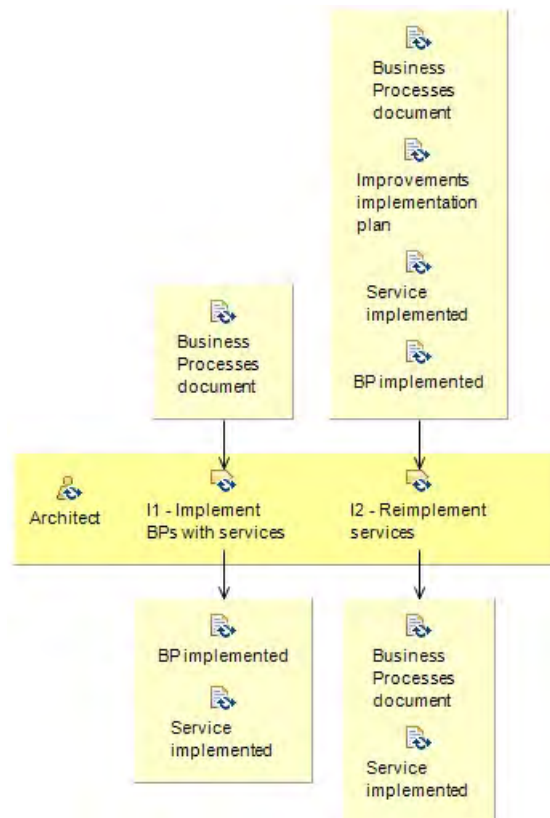 Business
Processes
document
Improvements
implementation
plan
Service
implemented
BP implemented
Business
Processes
document
Architect
I1 - Implement
BPs with services
I2 - Reimplement
services
BP implemented
Service
implemented
Business
Processes
document
Service
implemented